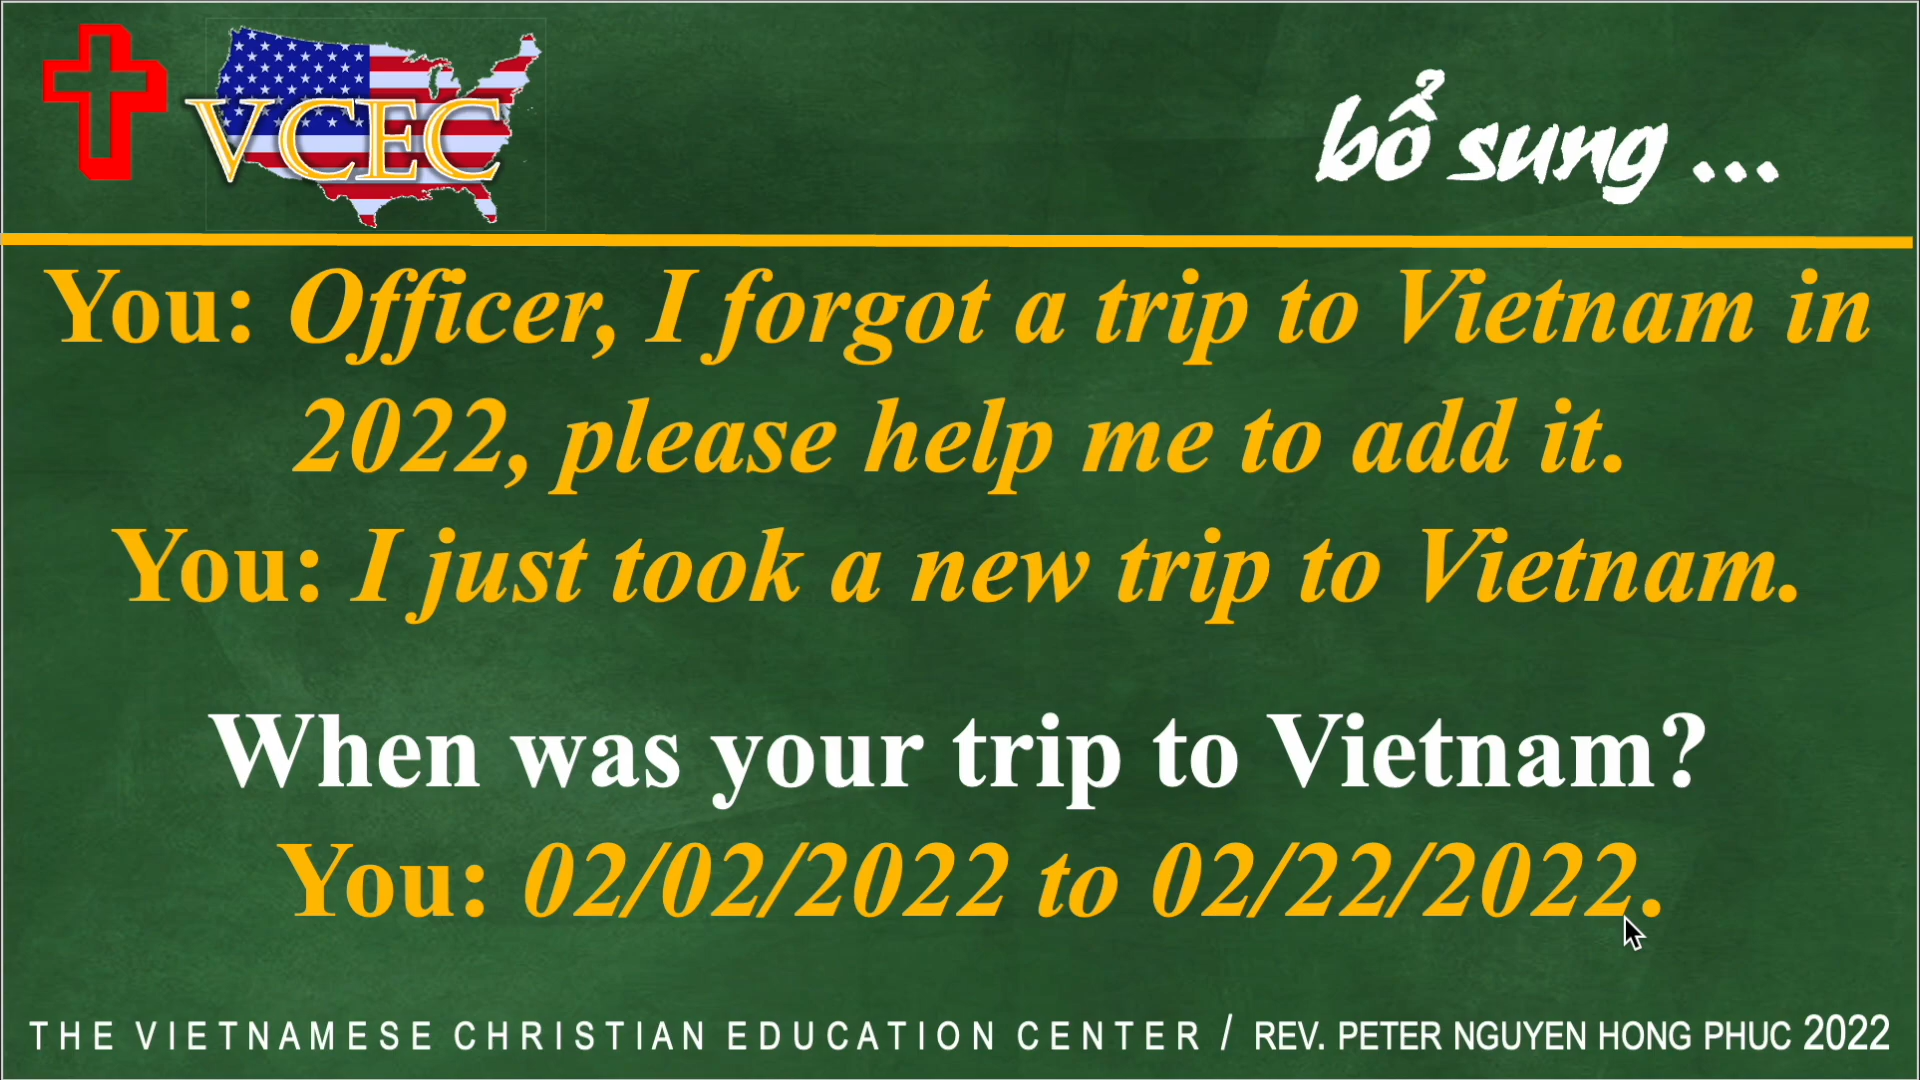 VCEC
bổ sung ...
You: Officer, I forgot a trip to Vietnam in
2022, please help me to add it.
You: I just took a new trip to Vietnam.
When was your trip to Vietnam?
You: 02/02/2022 to 02/22/2022.
THE VIETNAMESE CHRISTIAN EDUCATION CENTER / REV. PETER NGUYEN HONG PHUC 2022